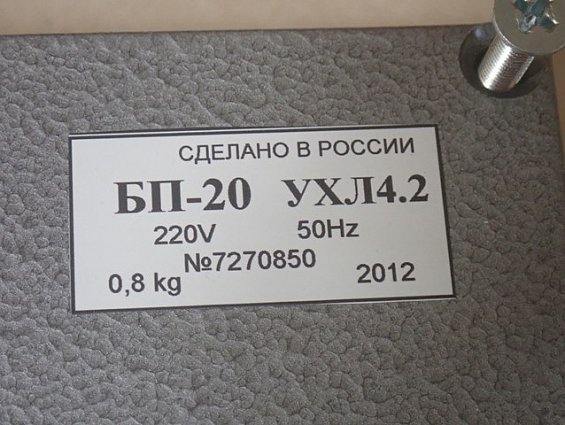 СДЕЛАНО В РОССИИ
БП-20 УХЛ4.2
220V 50Hz
№7270850
0,8 kg 2012